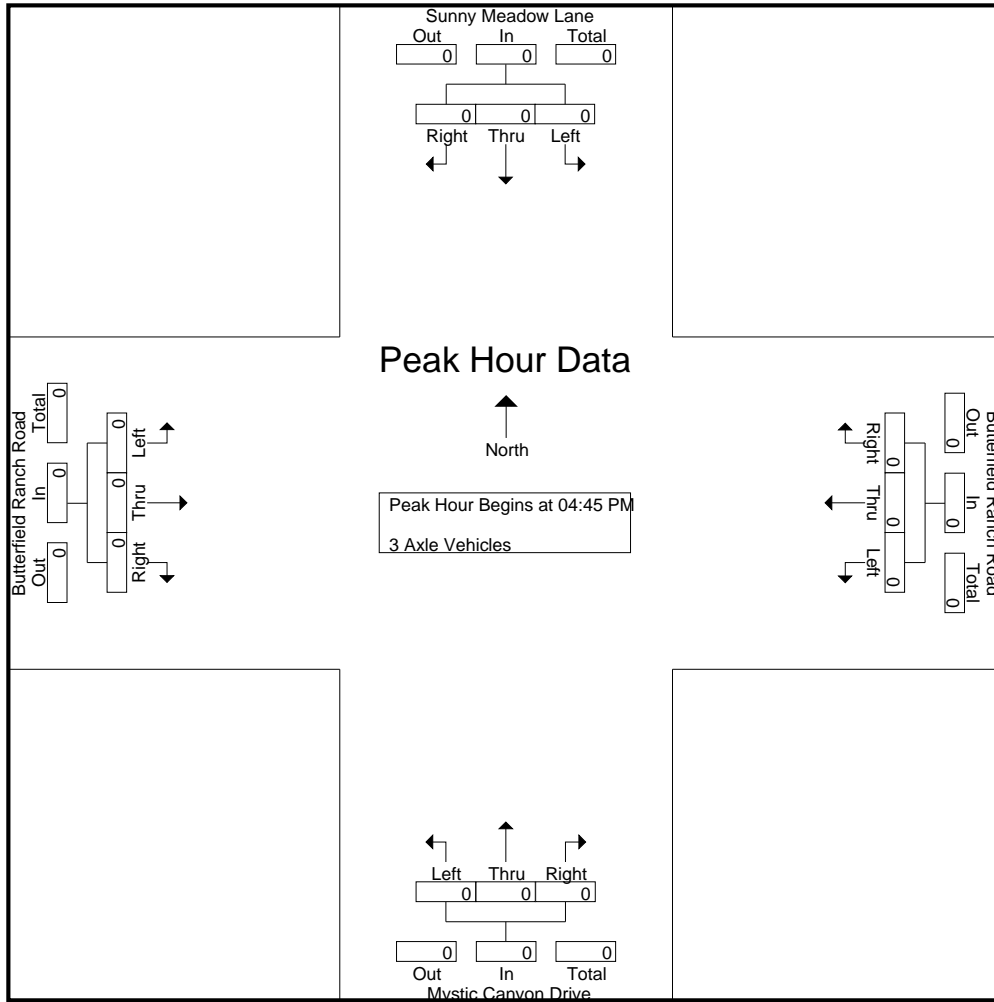 Sunny Meadow Lane
Out In Total
0 0 0
0 0 0
Right Thru Left
Peak Hour Data
North
Peak Hour Begins at 04:45 PM
3 Axle Vehicles
Butterfield Ranch Road
Out In Total
0 0 0
0 0 0
Right Thru Left
Butterfield Ranch Road
Total In Out
0 0 0
0 0 0
Left Thru Right
Left Thru Right
0 0 0
0 0 0
Out In Total
Mystic Canyon Drive